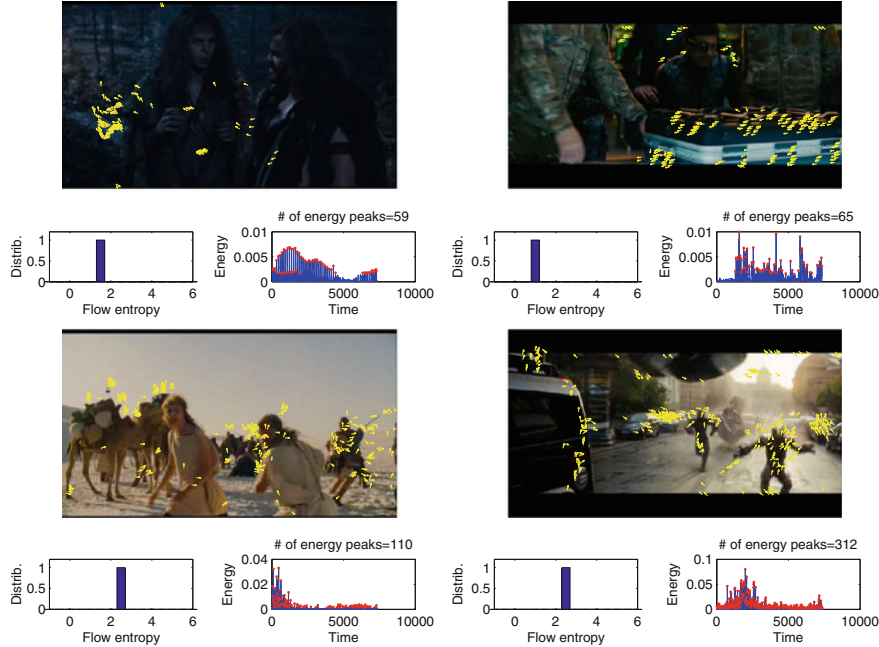 # of energy peaks=59
Distrib.
1
0.5
0
0 2 4 6
Flow entropy
Energy
0.01
0.005
0
0 5000 10000
Time
# of energy peaks=65
Distrib.
1
0.5
0
0 2 4 6
Flow entropy
Energy
0.01
0.005
0
0 5000 10000
Time
# of energy peaks=110
Distrib.
1
0.5
0
0 2 4 6
Flow entropy
Energy
0.04
0.02
0
0 5000 10000
Time
# of energy peaks=312
Distrib.
1
0.5
0
0 2 4 6
Flow entropy
Energy
0.1
0.05
0
0 5000 10000
Time